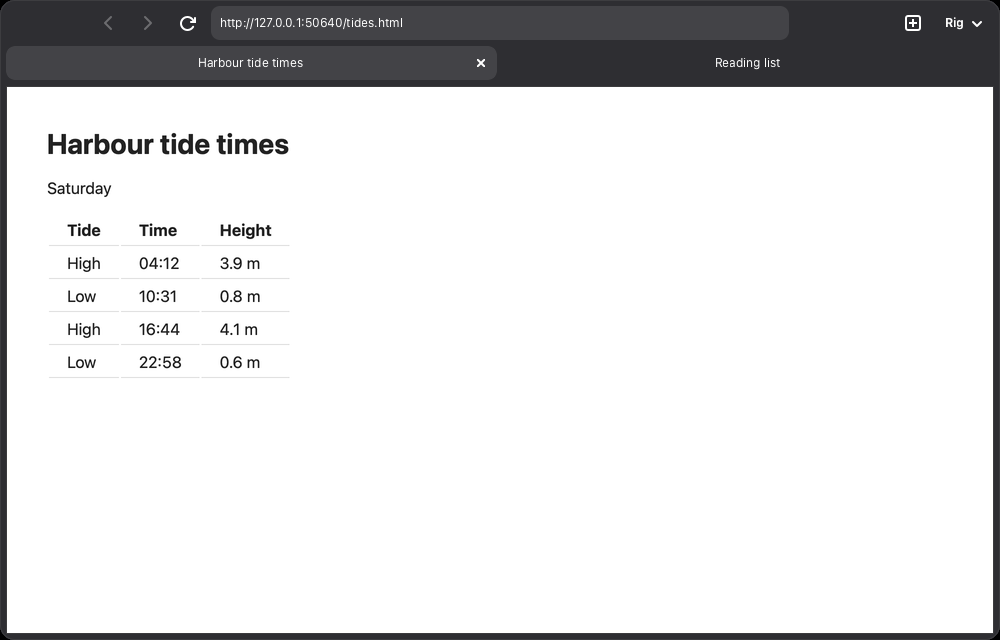 http://127.0.0.1:50640/tides.html
Rig
Harbour tide times
Reading list
Harbour tide times
Saturday
Tide Time Height
High 04:12 3.9 m
Low 10:31 0.8 m
High 16:44 4.1 m
Low 22:58 0.6 m